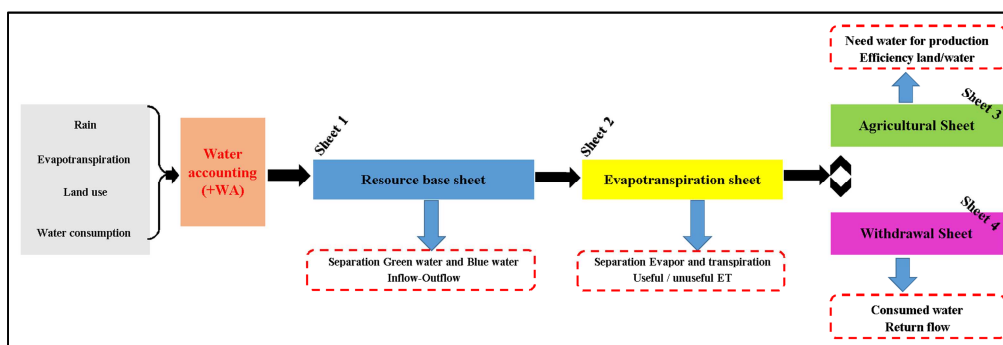 Rain
Evapotranspiration
Land use
Water consumption
Water
accounting
(+WA)
Sheet 1
Resource base sheet
Separation Green water and Blue water
Inflow-Outflow
Sheet 2
Evapotranspiration sheet
Separation Evapor and transpiration
Useful / unuseful ET
Need water for production
Efficiency land/water
Sheet 3
Agricultural Sheet
Sheet 4
Withdrawal Sheet
Consumed water
Return flow